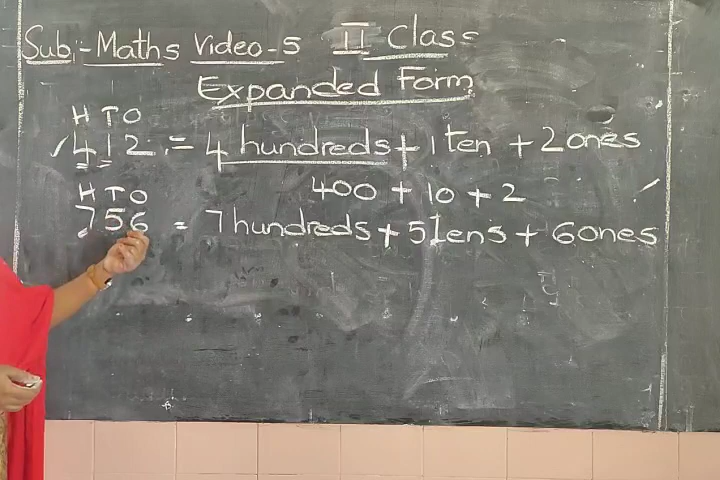 Sub:-Maths Video-5 II Class
Expanded Form
H T O
412 = 4 hundreds + 1 ten + 2 ones
400 + 10 + 2
H T O
756 = 7 hundreds + 5 tens + 6 ones